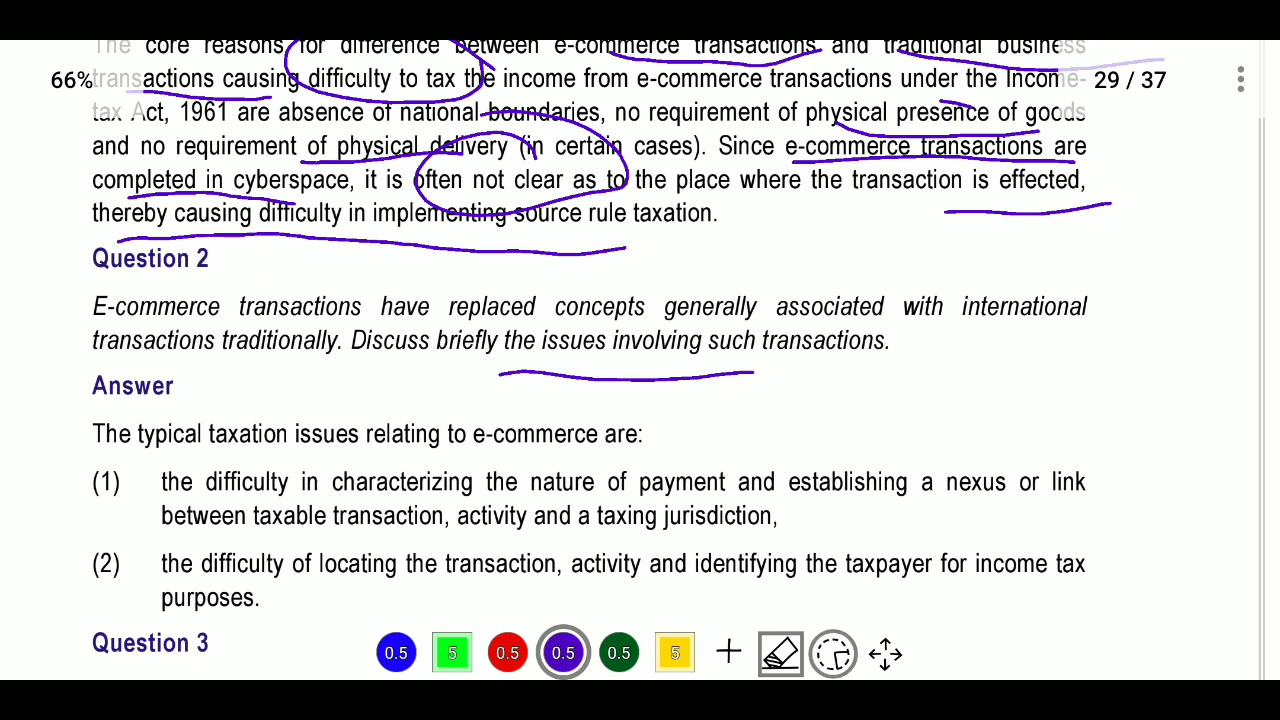 The core reasons for difference between e-commerce transactions and traditional business
66% transactions causing difficulty to tax the income from e-commerce transactions under the Income- 29 / 37
tax Act, 1961 are absence of national boundaries, no requirement of physical presence of goods
and no requirement of physical delivery (in certain cases). Since e-commerce transactions are
completed in cyberspace, it is often not clear as to the place where the transaction is effected,
thereby causing difficulty in implementing source rule taxation.
Question 2
E-commerce transactions have replaced concepts generally associated with international
transactions traditionally. Discuss briefly the issues involving such transactions.
Answer
The typical taxation issues relating to e-commerce are:
(1) the difficulty in characterizing the nature of payment and establishing a nexus or link
between taxable transaction, activity and a taxing jurisdiction,
(2) the difficulty of locating the transaction, activity and identifying the taxpayer for income tax
purposes.
Question 3
0.5 5 0.5 0.5 0.5 5